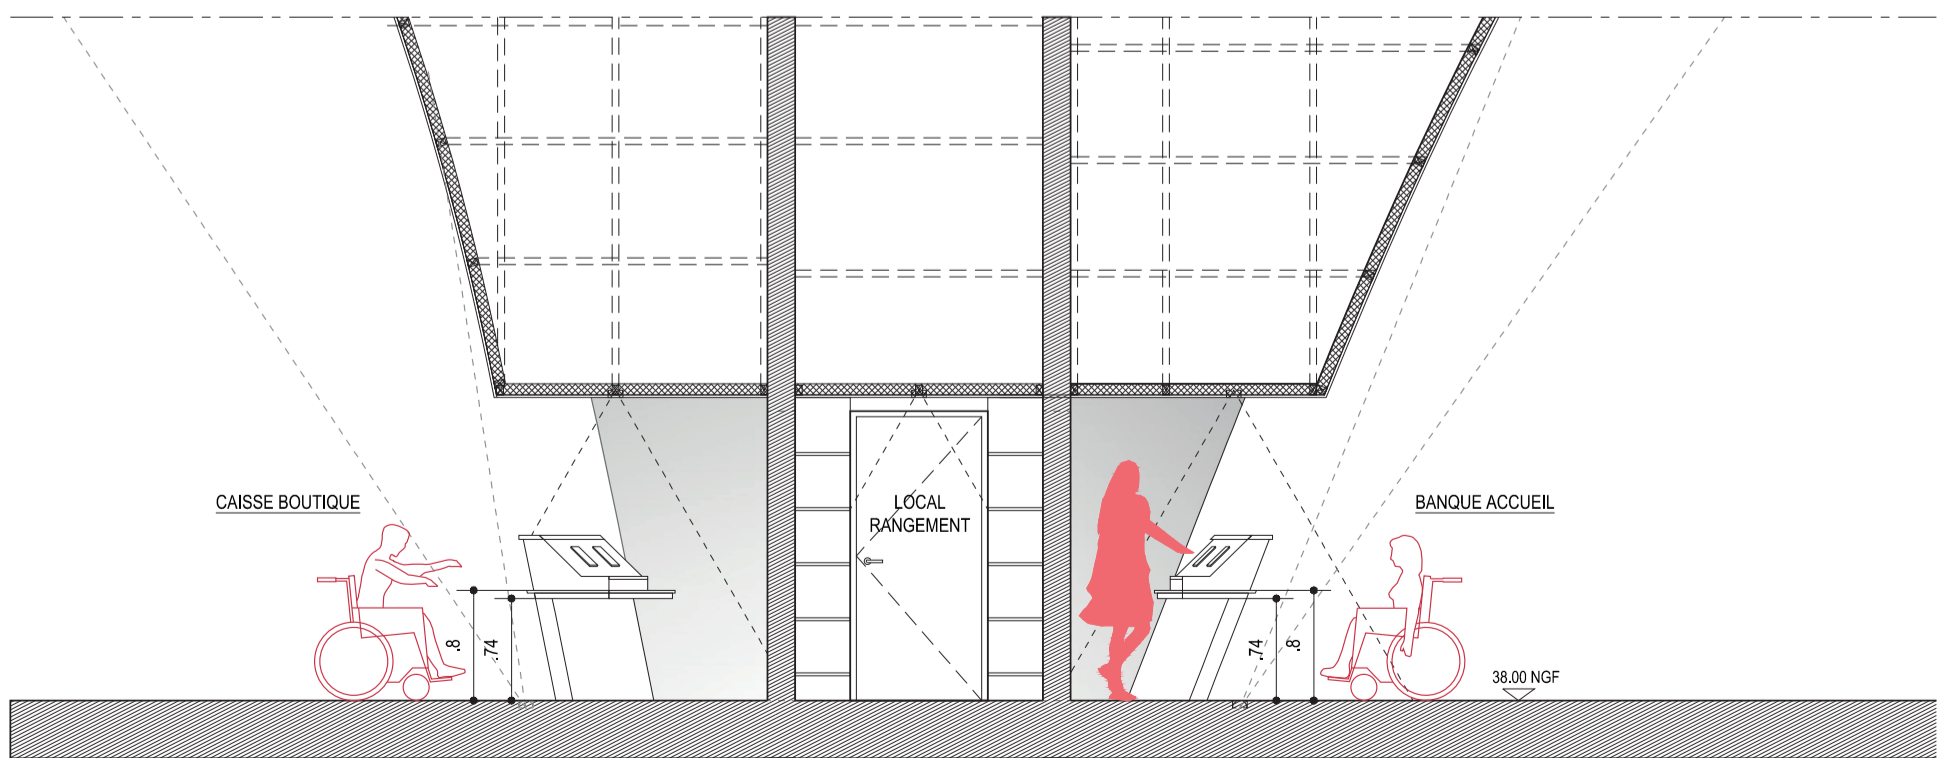 CAISSE BOUTIQUE
LOCAL
RANGEMENT
BANQUE ACCUEIL
.8
.74
.74
.8
38.00 NGF